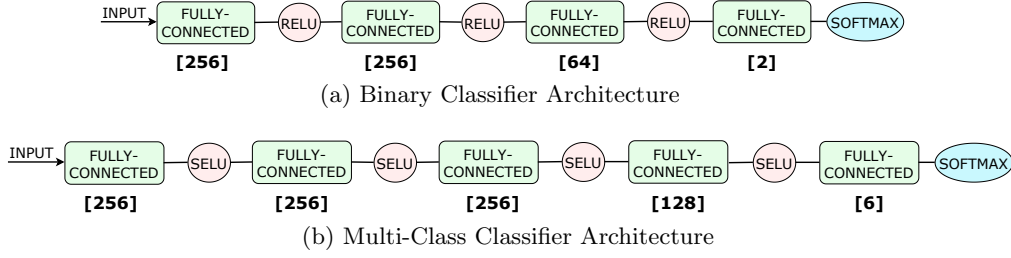 INPUT FULLY-CONNECTED RELU FULLY-CONNECTED RELU FULLY-CONNECTED RELU FULLY-CONNECTED SOFTMAX
[256] [256] [64] [2]
(a) Binary Classifier Architecture
INPUT FULLY-CONNECTED SELU FULLY-CONNECTED SELU FULLY-CONNECTED SELU FULLY-CONNECTED SELU FULLY-CONNECTED SOFTMAX
[256] [256] [256] [128] [6]
(b) Multi-Class Classifier Architecture